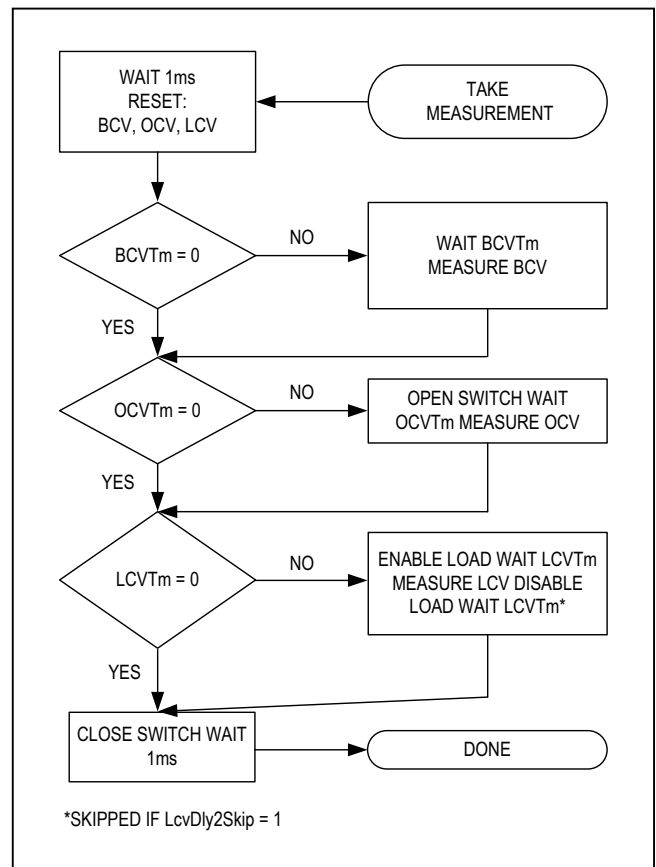 WAIT 1ms
RESET:
BCV, OCV, LCV
TAKE
MEASUREMENT
BCVTm = 0
NO
WAIT BCVTm
MEASURE BCV
YES
OCVTm = 0
NO
OPEN SWITCH WAIT
OCVTm MEASURE OCV
YES
LCVTm = 0
NO
ENABLE LOAD WAIT LCVTm
MEASURE LCV DISABLE
LOAD WAIT LCVTm*
YES
CLOSE SWITCH WAIT
1ms
DONE
*SKIPPED IF LcvDly2Skip = 1